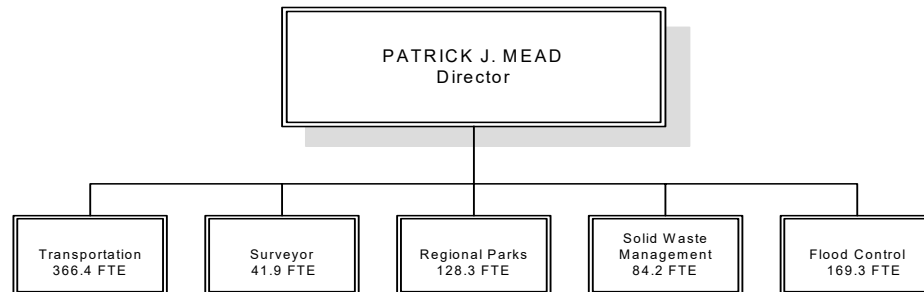 PATRICK J. MEAD
Director
Transportation
366.4 FTE
Surveyor
41.9 FTE
Regional Parks
128.3 FTE
Solid Waste
Management
84.2 FTE
Flood Control
169.3 FTE